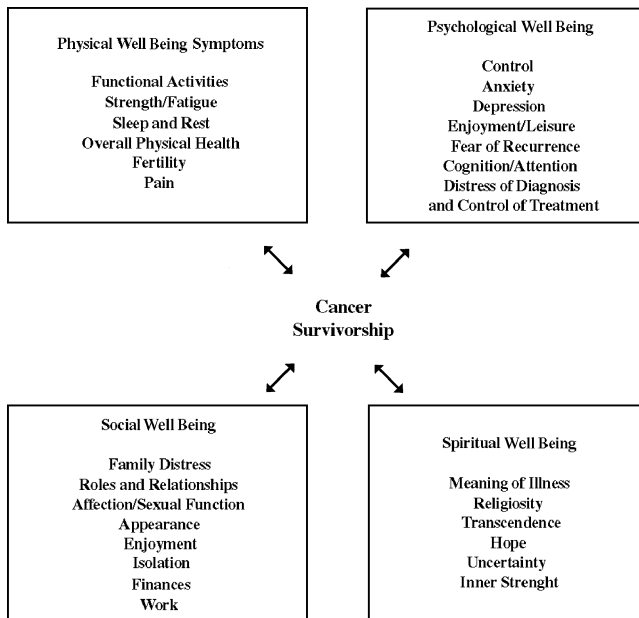 Physical Well Being Symptoms
Functional Activities
Strength/Fatigue
Sleep and Rest
Overall Physical Health
Fertility
Pain
Psychological Well Being
Control
Anxiety
Depression
Enjoyment/Leisure
Fear of Recurrence
Cognition/Attention
Distress of Diagnosis
and Control of Treatment
Cancer
Survivorship
Social Well Being
Family Distress
Roles and Relationships
Affection/Sexual Function
Appearance
Enjoyment
Isolation
Finances
Work
Spiritual Well Being
Meaning of Illness
Religiosity
Transcendence
Hope
Uncertainty
Inner Strenght